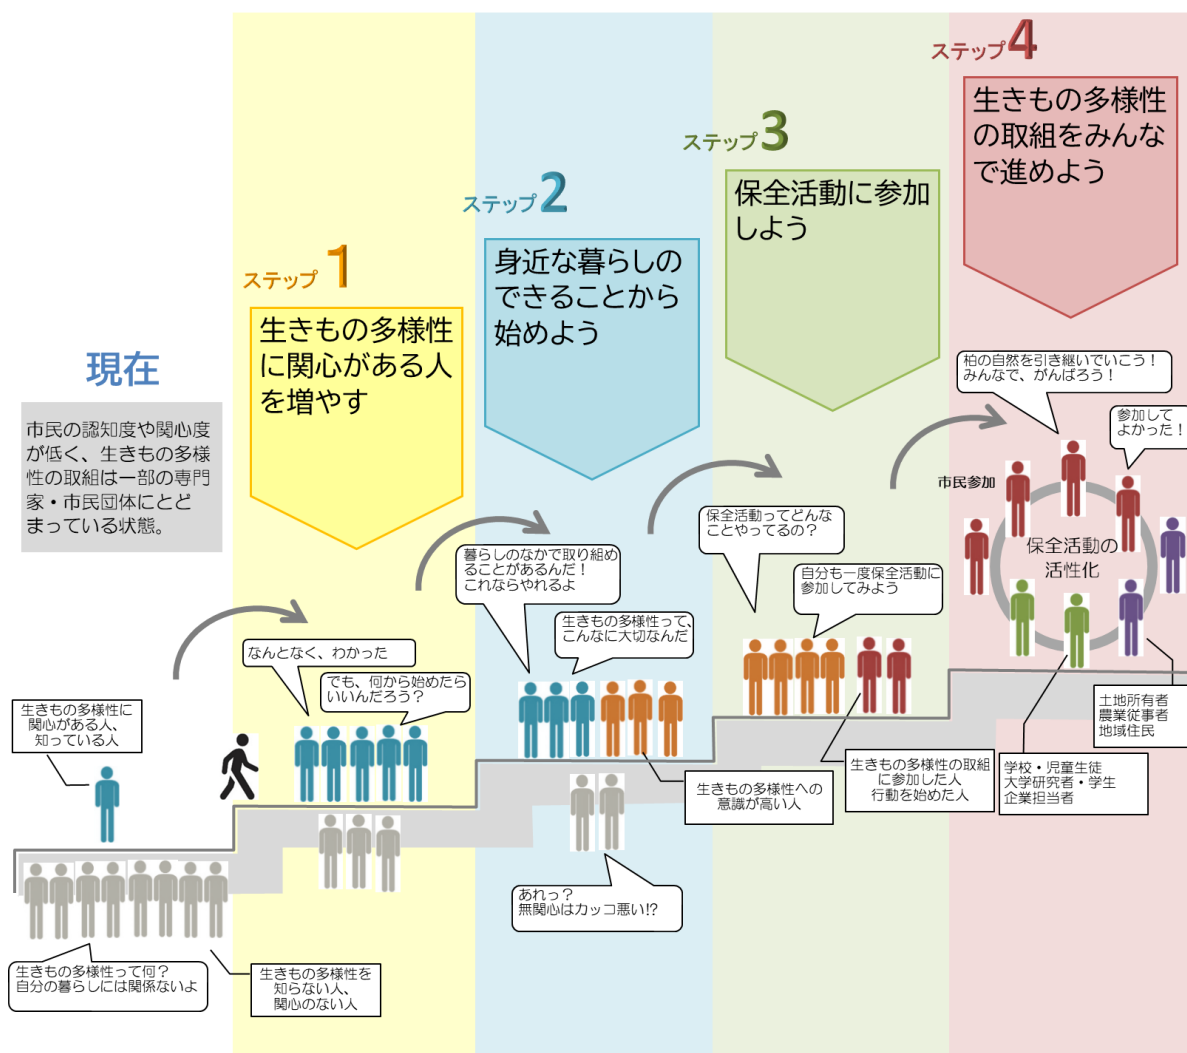 現在
市民の認知度や関心度
が低く、生きもの多様
性の取組は一部の専門
家・市民団体にとど
まっている状態。
生きもの多様性に
関心がある人、
知っている人
生きもの多様性って何？
自分の暮らしには関係ないよ
生きもの多様性を
知らない人、
関心のない人
ステップ1
生きもの多様性
に関心がある人
を増やす
なんとなく、わかった
でも、何から始めたら
いいんだろう？
ステップ2
身近な暮らしの
できることから
始めよう
暮らしのなかで取り組め
ることがあるんだ！
これならやれるよ
生きもの多様性って、
こんなに大切なんだ
生きもの多様性への
意識が高い人
あれっ？
無関心はカッコ悪い!?
ステップ3
保全活動に参加
しよう
保全活動ってどんな
ことやってるの？
自分も一度保全活動に
参加してみよう
生きもの多様性の取組
に参加した人
行動を始めた人
ステップ4
生きもの多様性
の取組をみんな
で進めよう
柏の自然を引き継いでいこう！
みんなで、がんばろう！
参加して
よかった！
市民参加
保全活動の
活性化
土地所有者
農業従事者
地域住民
学校・児童生徒
大学研究者・学生
企業担当者